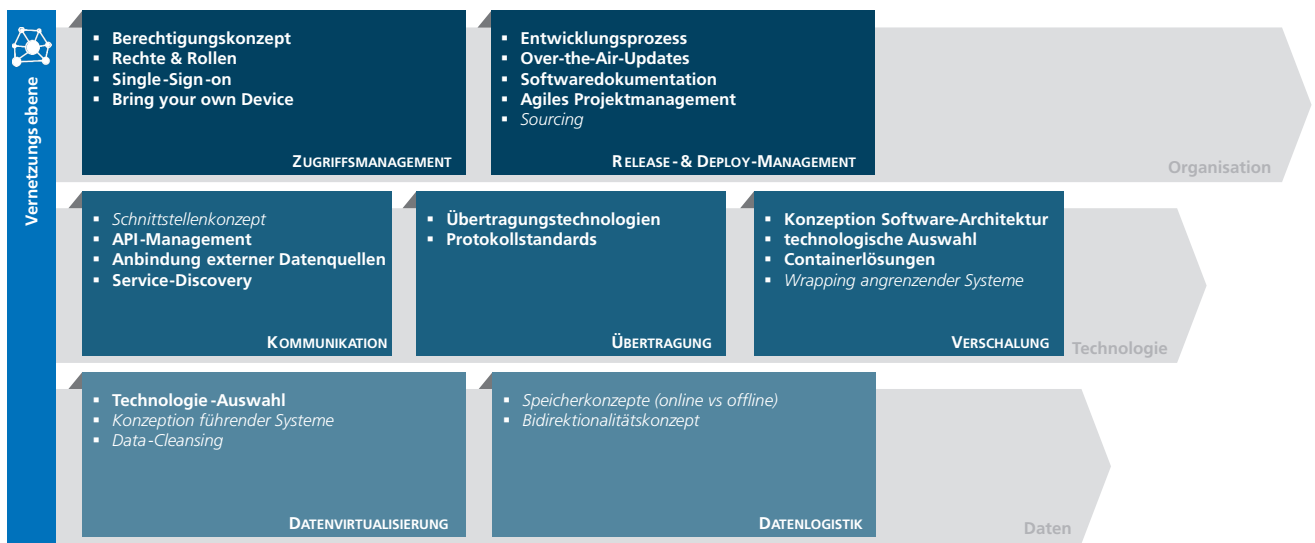 Vernetzungsebene
▪ Berechtigungskonzept
▪ Rechte & Rollen
▪ Single-Sign-on
▪ Bring your own Device
ZUGRIFFSMANAGEMENT
▪ Entwicklungsprozess
▪ Over-the-Air-Updates
▪ Softwaredokumentation
▪ Agiles Projektmanagement
▪ Sourcing
RELEASE- & DEPLOY-MANAGEMENT
Organisation
▪ Schnittstellenkonzept
▪ API-Management
▪ Anbindung externer Datenquellen
▪ Service-Discovery
KOMMUNIKATION
▪ Übertragungstechnologien
▪ Protokollstandards
ÜBERTRAGUNG
▪ Konzeption Software-Architektur
▪ technologische Auswahl
▪ Containerlösungen
▪ Wrapping angrenzender Systeme
VERSCHALUNG
Technologie
▪ Technologie-Auswahl
▪ Konzeption führender Systeme
▪ Data-Cleansing
DATENVIRTUALISIERUNG
▪ Speicherkonzepte (online vs offline)
▪ Bidirektionalitätskonzept
DATENLOGISTIK
Daten